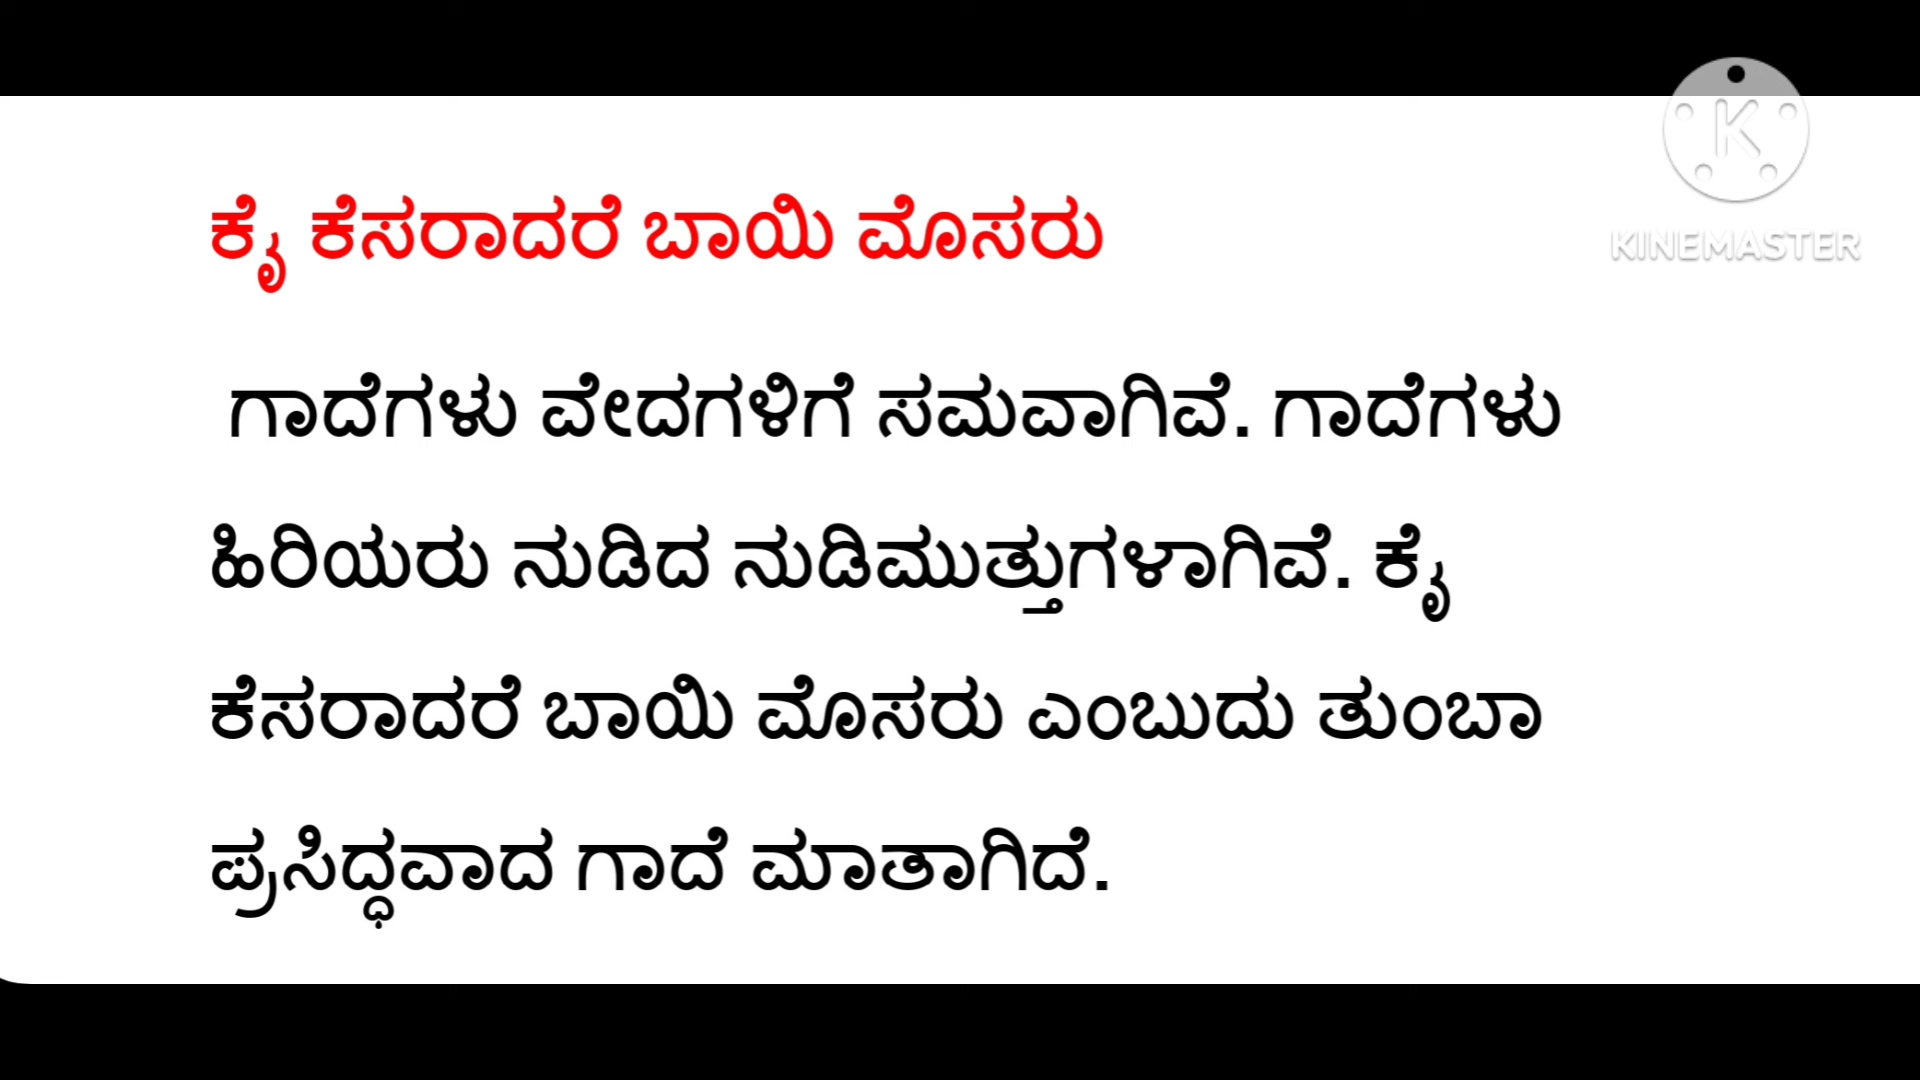 ಕೈ ಕೆಸರಾದರೆ ಬಾಯಿ ಮೊಸರು
ಗಾದೆಗಳು ವೇದಗಳಿಗೆ ಸಮವಾಗಿವೆ. ಗಾದೆಗಳು
ಹಿರಿಯರು ನುಡಿದ ನುಡಿಮುತ್ತುಗಳಾಗಿವೆ. ಕೈ
ಕೆಸರಾದರೆ ಬಾಯಿ ಮೊಸರು ಎಂಬುದು ತುಂಬಾ
ಪ್ರಸಿದ್ಧವಾದ ಗಾದೆ ಮಾತಾಗಿದೆ.
K
KINEMASTER